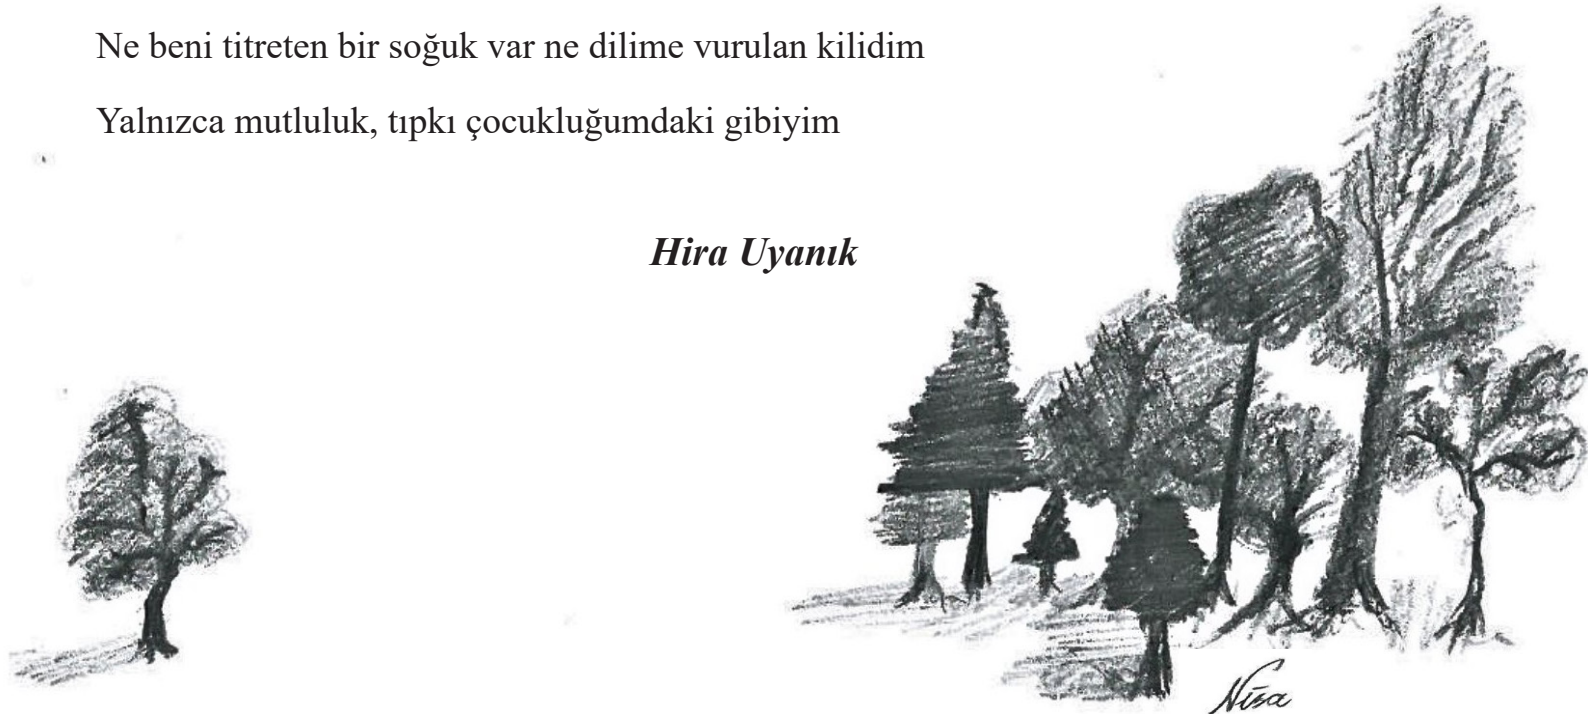 Ne beni titreten bir soğuk var ne dilime vurulan kilidim
Yalnızca mutluluk, tıpkı çocukluğumdaki gibiyim
Hira Uyanık
Nisa